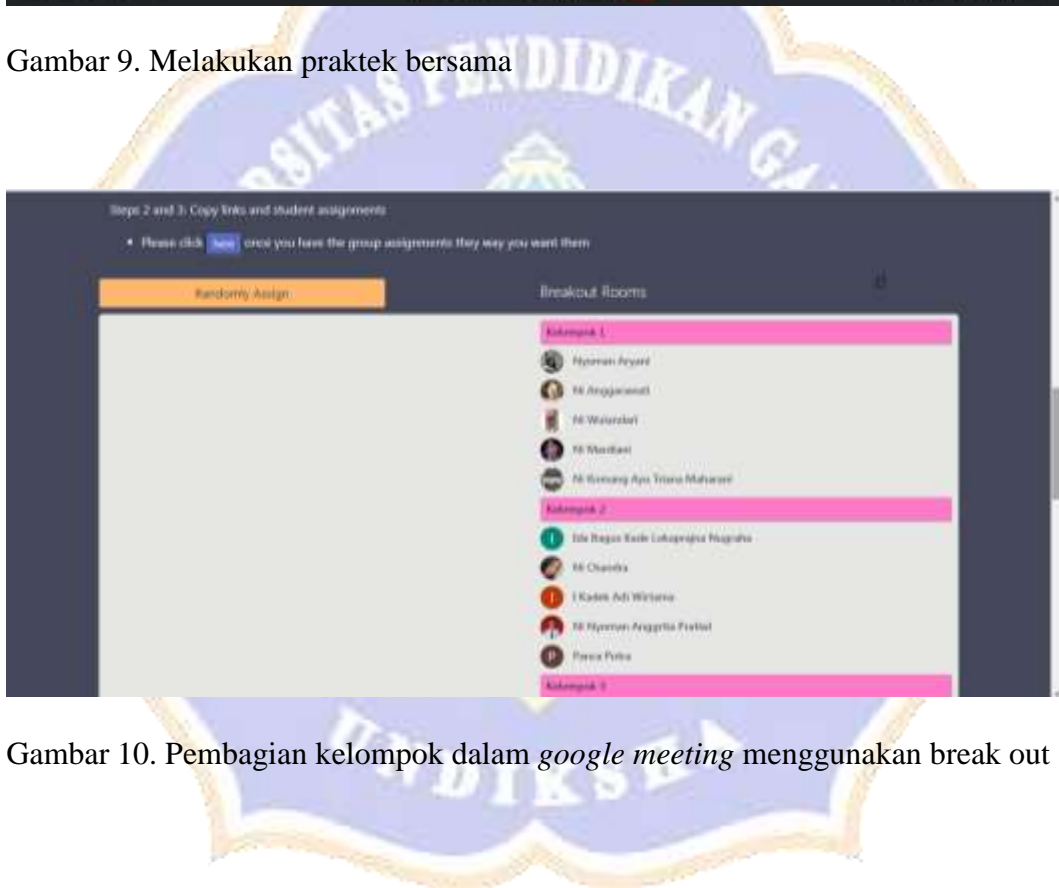 Gambar 9. Melakukan praktek bersama
Steps 2 and 3: Copy links and student assignments
• Please click here once you have the group assignments they way you want them
Randomly Assign
Breakout Rooms
Kelompok 1
Nyoman Aryani
Ni Anggarawati
Ni Wulandari
Ni Mardiani
Ni Komang Ayu Triana Maharani
Kelompok 2
Ida Bagus Kade Nugraha
Ni Chandra
I Kadek Adi Wirtama
Ni Nyoman Anggrita
Panca Putra
Kelompok 3
Gambar 10. Pembagian kelompok dalam google meeting menggunakan break out
UNDIKSHA